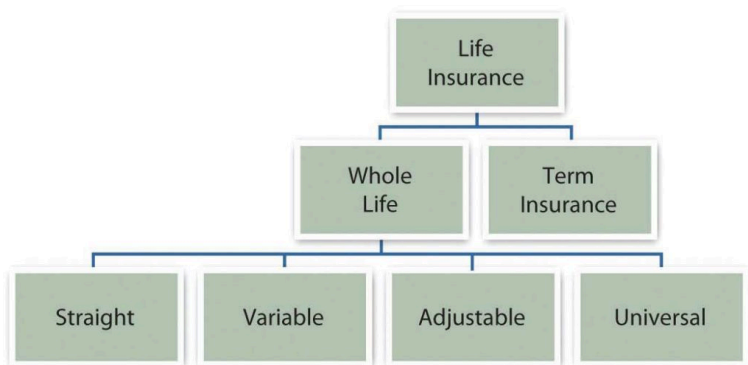 Life
Insurance
Whole
Life
Term
Insurance
Straight
Variable
Adjustable
Universal